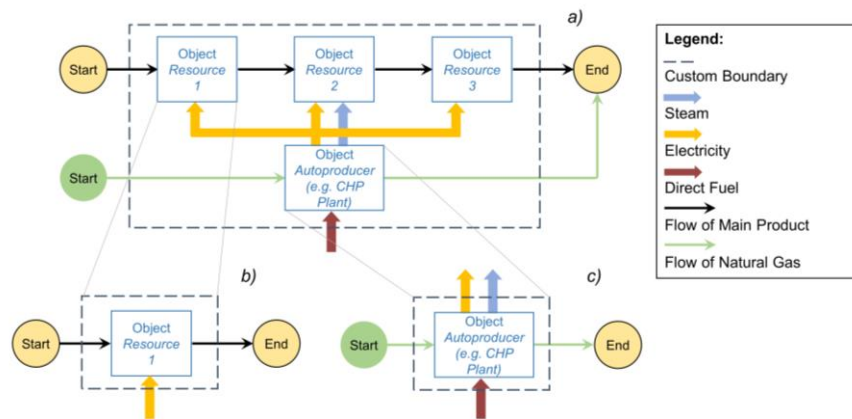 a)
Start
Object
Resource
1
Object
Resource
2
Object
Resource
3
End
Start
Object
Autoproducer
(e.g. CHP
Plant)
b)
Start
Object
Resource
1
End
c)
Start
Object
Autoproducer
(e.g. CHP
Plant)
End
Legend:
Custom Boundary
Steam
Electricity
Direct Fuel
Flow of Main Product
Flow of Natural Gas